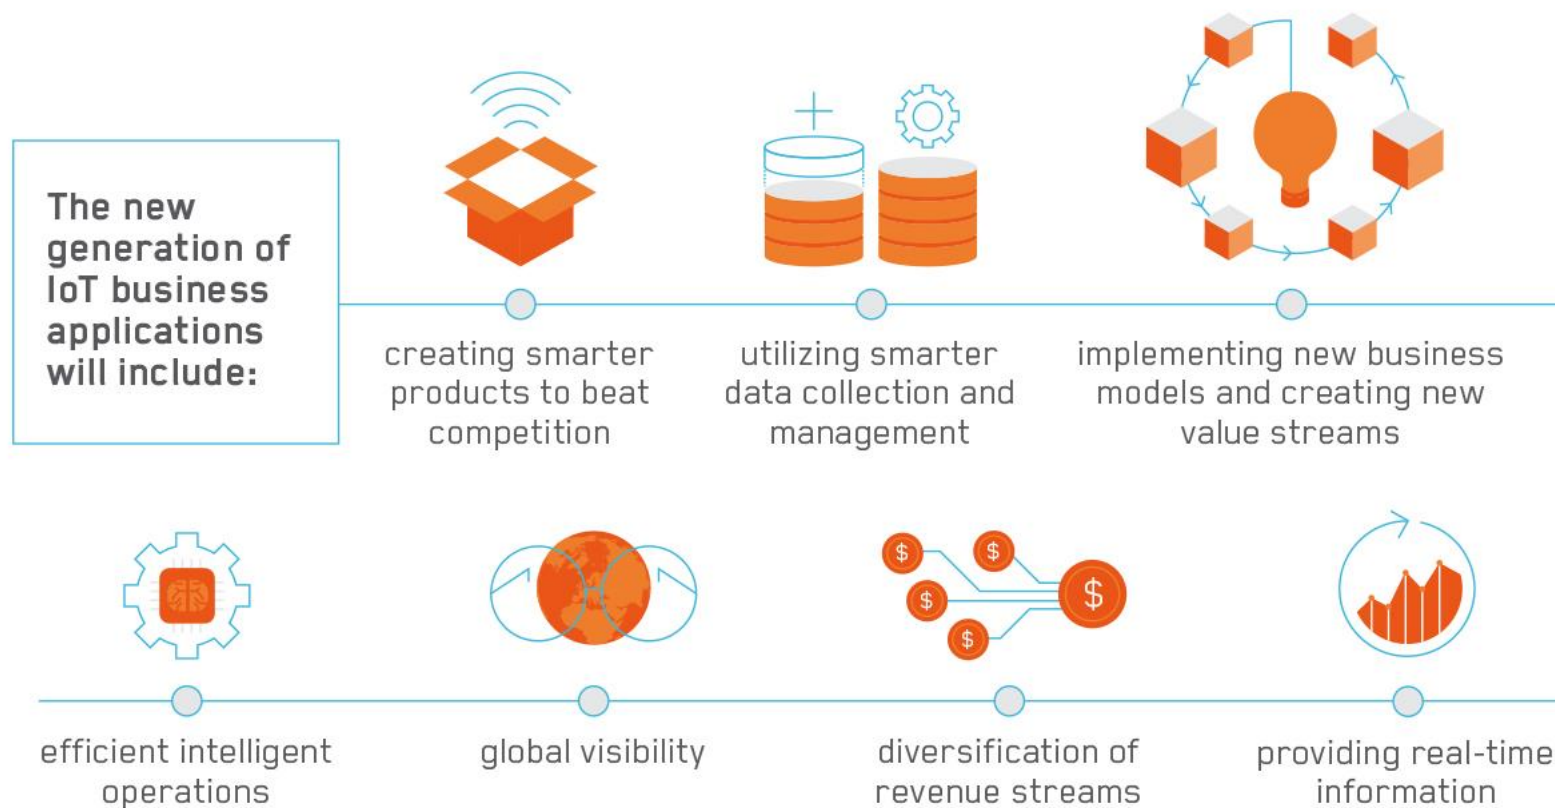 The new
generation of
IoT business
applications
will include:
creating smarter
products to beat
competition
utilizing smarter
data collection and
management
implementing new business
models and creating new
value streams
$
$
$
$
$
efficient intelligent
operations
global visibility
diversification of
revenue streams
providing real-time
information